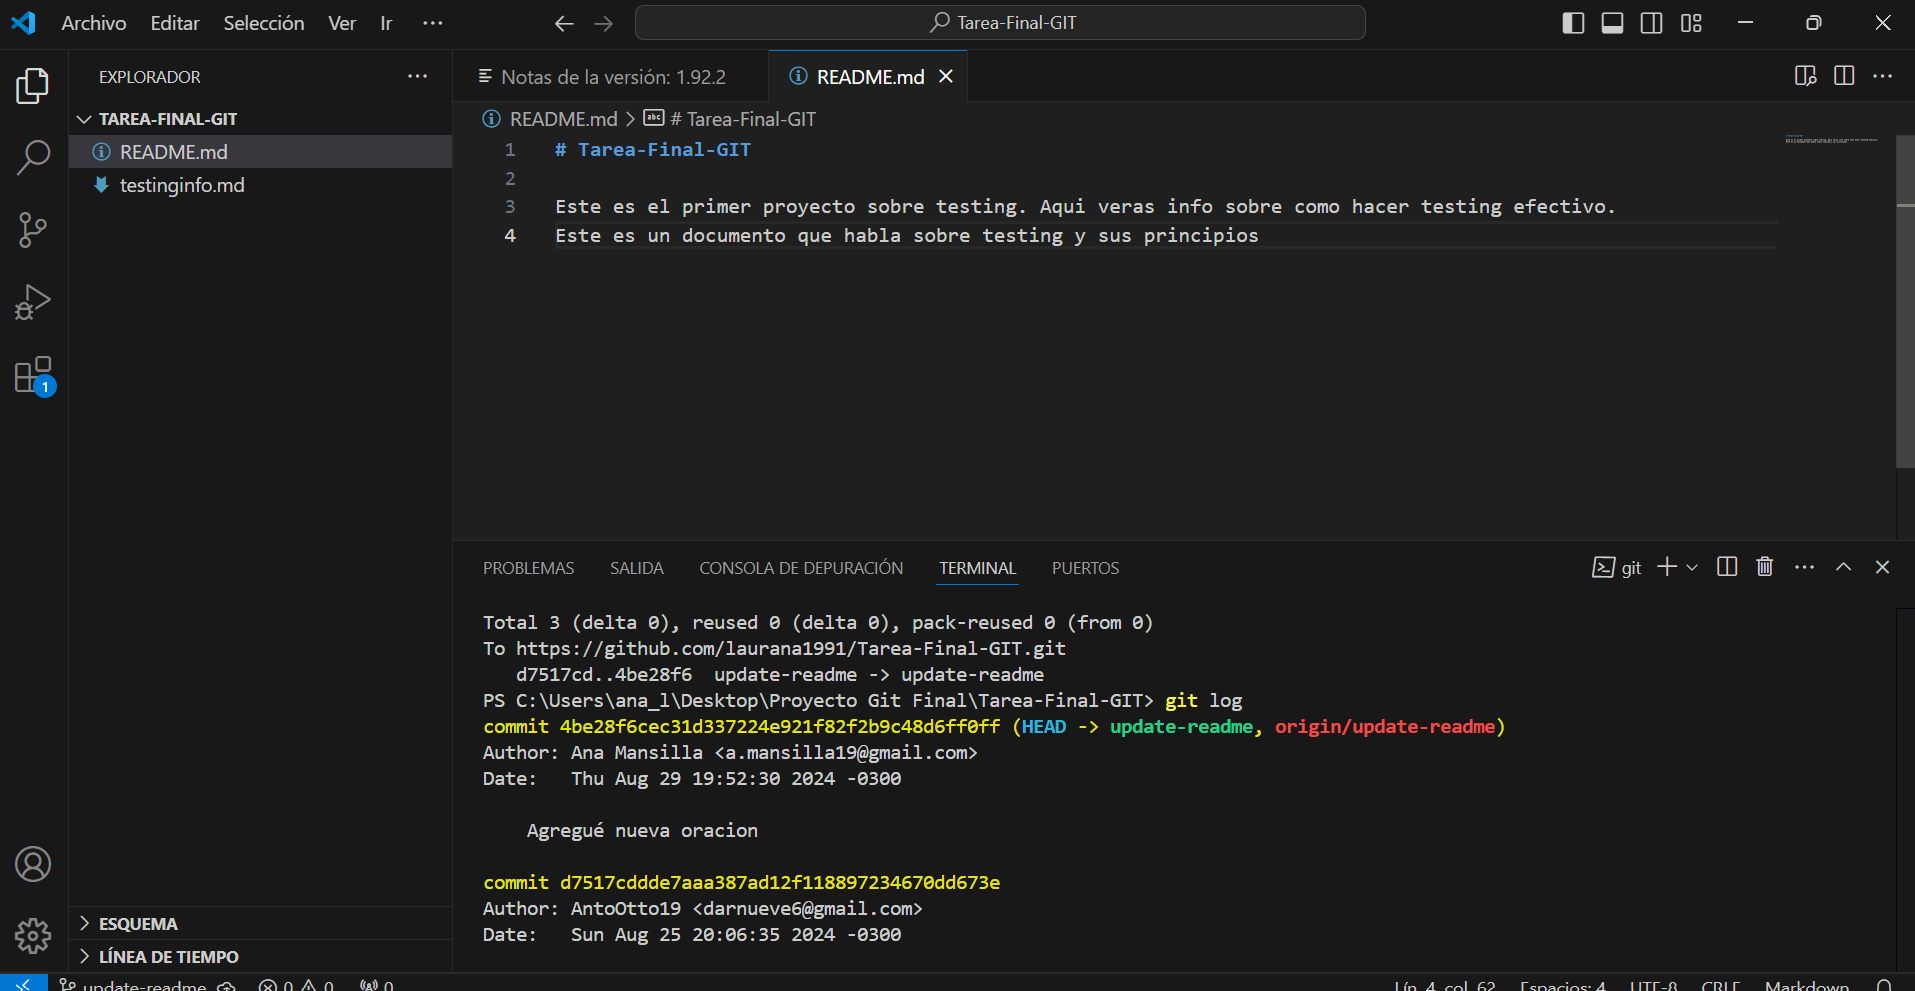 Archivo Editar Selección Ver Ir ··· Tarea-Final-GIT
EXPLORADOR ···
TAREA-FINAL-GIT
README.md
testinginfo.md
Notas de la versión: 1.92.2 README.md
README.md > # Tarea-Final-GIT
1 # Tarea-Final-GIT
2
3 Este es el primer proyecto sobre testing. Aqui veras info sobre como hacer testing efectivo.
4 Este es un documento que habla sobre testing y sus principios
1
PROBLEMAS SALIDA CONSOLA DE DEPURACIÓN TERMINAL PUERTOS git
Total 3 (delta 0), reused 0 (delta 0), pack-reused 0 (from 0)
To https://github.com/laurana1991/Tarea-Final-GIT.git
d7517cd..4be28f6 update-readme -> update-readme
PS C:\Users\ana_l\Desktop\Proyecto Git Final\Tarea-Final-GIT> git log
commit 4be28f6cec31d337224e921f82f2b9c48d6ff0ff (HEAD -> update-readme, origin/update-readme)
Author: Ana Mansilla <a.mansilla19@gmail.com>
Date: Thu Aug 29 19:52:30 2024 -0300
Agregué nueva oracion
commit d7517cddde7aaa387ad12f118897234670dd673e
Author: AntoOtto19 <darnueve6@gmail.com>
Date: Sun Aug 25 20:06:35 2024 -0300
ESQUEMA
LÍNEA DE TIEMPO
update-readme 0 0 0 Lín. 4, col. 62 Espacios: 4 UTF-8 CRLF Markdown